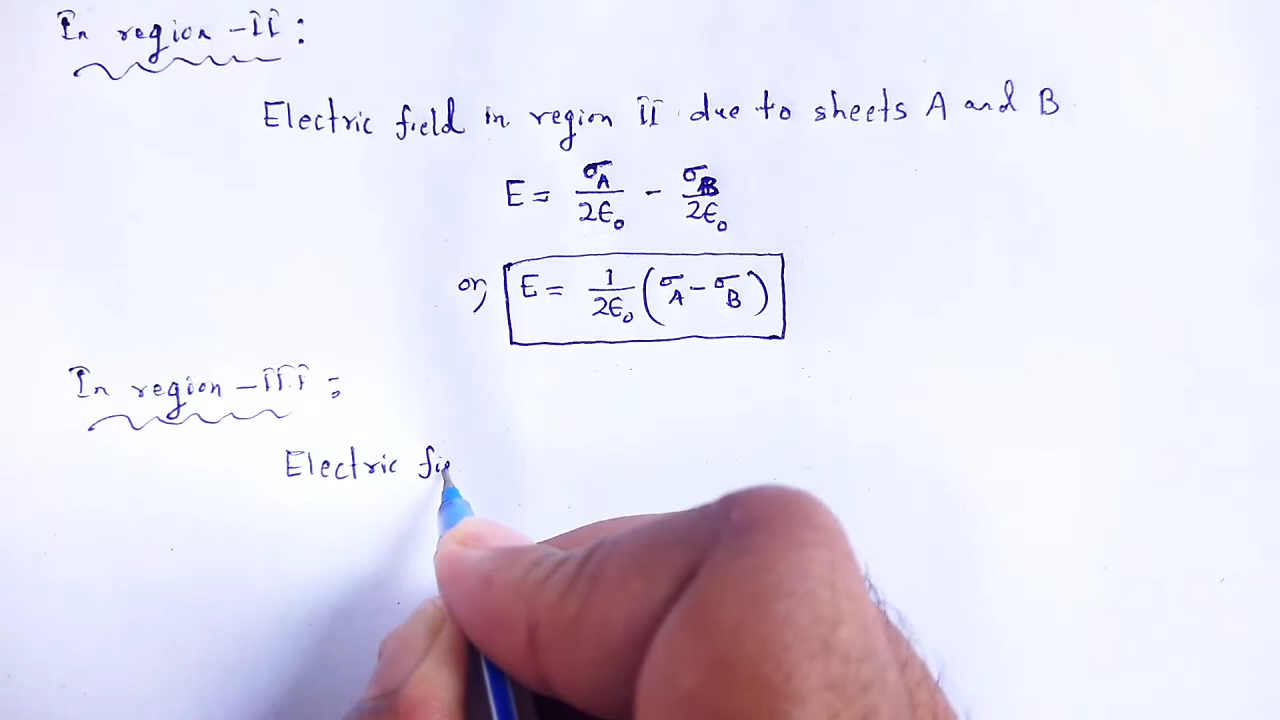 In region - II :
Electric field in region II due to sheets A and B
E = σA/2ε₀ - σB/2ε₀
or, E = 1/2ε₀ (σA - σB)
In region - III :
Electric fie